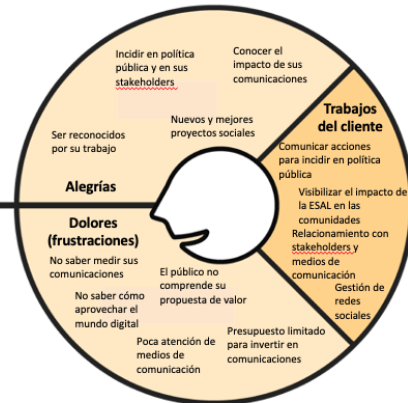 Incidir en política
pública y en sus
stakeholders
Conocer el
impacto de sus
comunicaciones
Nuevos y mejores
proyectos sociales
Ser reconocidos
por su trabajo
Alegrías
Trabajos
del cliente
Comunicar acciones
para incidir en política
pública
Visibilizar el impacto de
la ESAL en las
comunidades
Relacionamiento con
stakeholders y
medios de
comunicación
Gestión de
redes
sociales
Dolores
(frustraciones)
No saber medir sus
comunicaciones
El público no
comprende su
propuesta de valor
No saber cómo
aprovechar el
mundo digital
Presupuesto limitado
para invertir en
comunicaciones
Poca atención de
medios de
comunicación